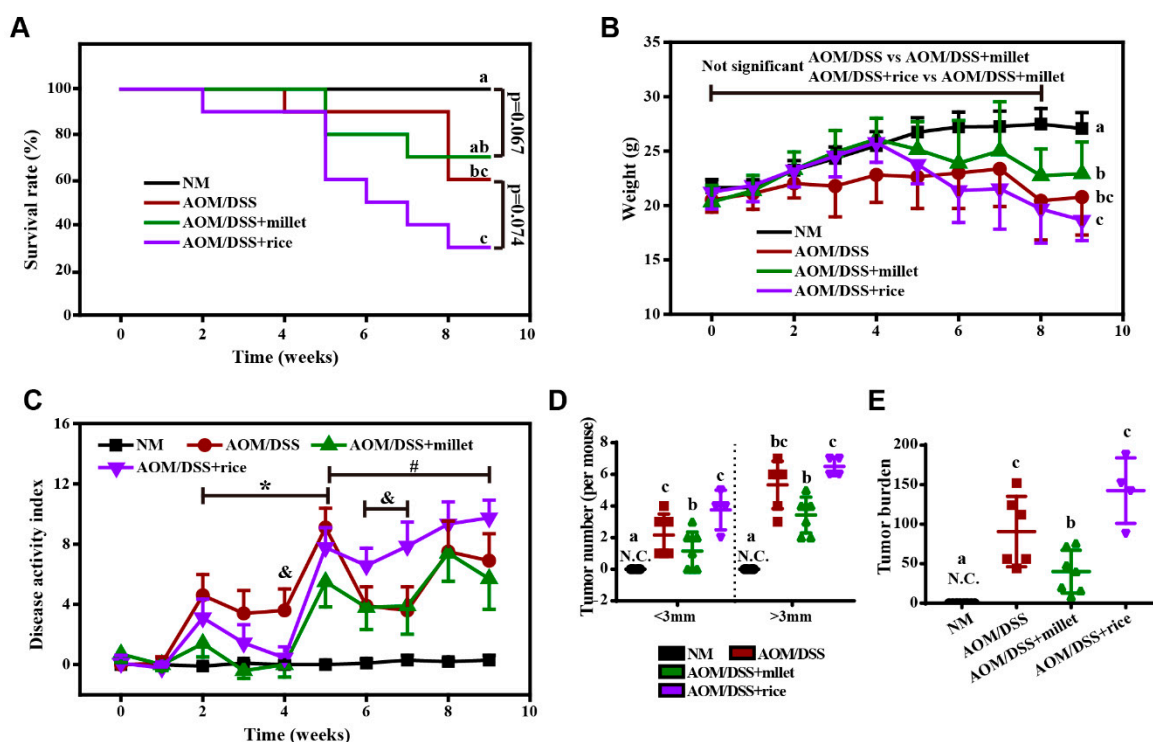 A
Survival rate (%)
100
80
60
40
20
0
a
ab
bc
c
p=0.067
p=0.074
NM
AOM/DSS
AOM/DSS+millet
AOM/DSS+rice
0 2 4 6 8 10
Time (weeks)
B
Weight (g)
35
30
25
20
15
10
Not significant
AOM/DSS vs AOM/DSS+millet
AOM/DSS+rice vs AOM/DSS+millet
a
b
bc
c
NM
AOM/DSS
AOM/DSS+millet
AOM/DSS+rice
0 2 4 6 8 10
Time (weeks)
C
Disease activity index
16
12
8
4
0
NM AOM/DSS AOM/DSS+millet
AOM/DSS+rice
*
#
&
&
0 2 4 6 8 10
Time (weeks)
D
Tumor number (per mouse)
8
6
4
2
0
a
N.C.
c
b
c
a
N.C.
bc
b
c
<3mm >3mm
NM AOM/DSS
AOM/DSS+mllet
AOM/DSS+rice
E
Tumor burden
200
150
100
50
0
a
N.C.
c
b
c
NM
AOM/DSS
AOM/DSS+millet
AOM/DSS+rice